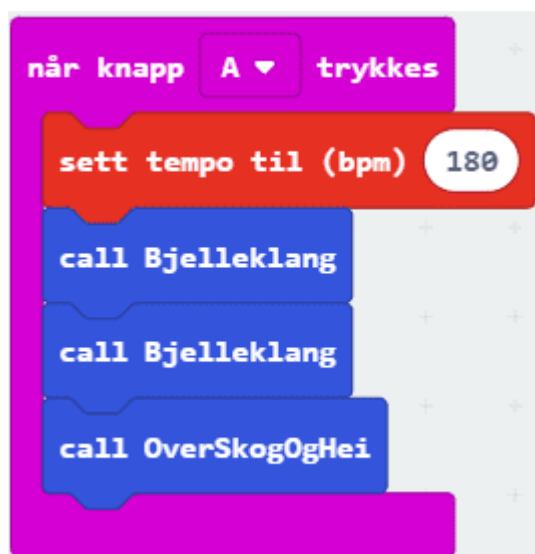 når knapp A trykkes
sett tempo til (bpm) 180
call Bjelleklang
call Bjelleklang
call OverSkogOgHei